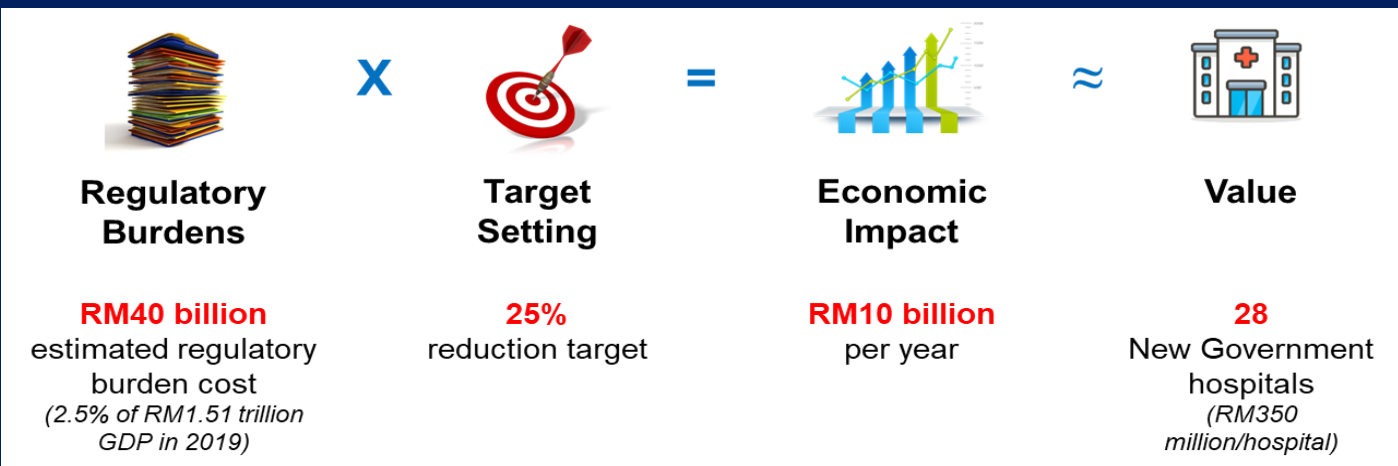 X
=
≈
Regulatory
Burdens
Target
Setting
Economic
Impact
Value
RM40 billion
estimated regulatory
burden cost
(2.5% of RM1.51 trillion
GDP in 2019)
25%
reduction target
RM10 billion
per year
28
New Government
hospitals
(RM350
million/hospital)